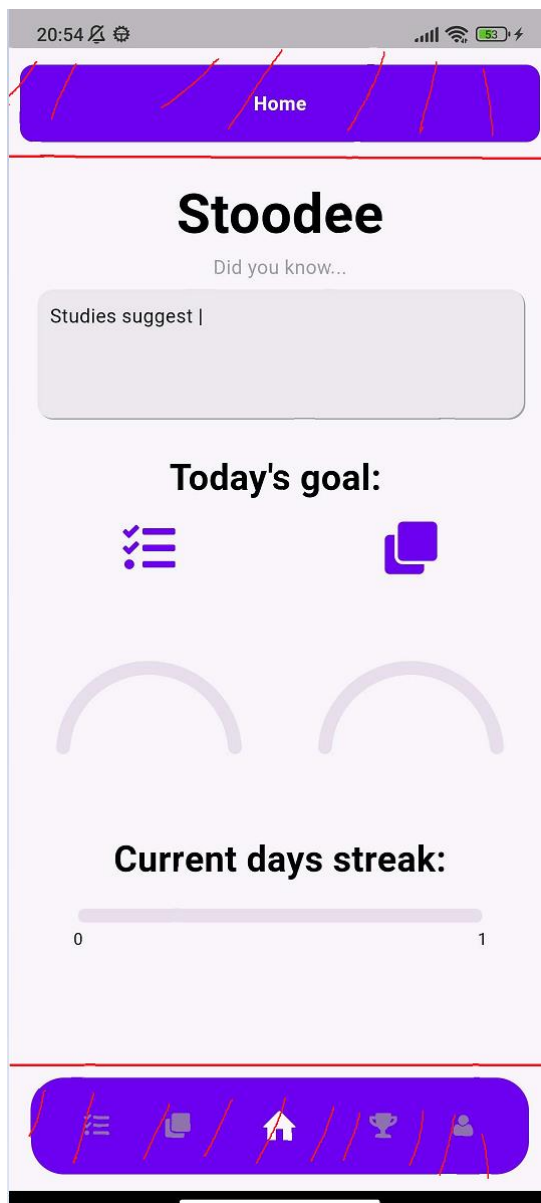 20:54
53
Home
Stoodee
Did you know...
Studies suggest |
Today's goal:
Current days streak:
0 1